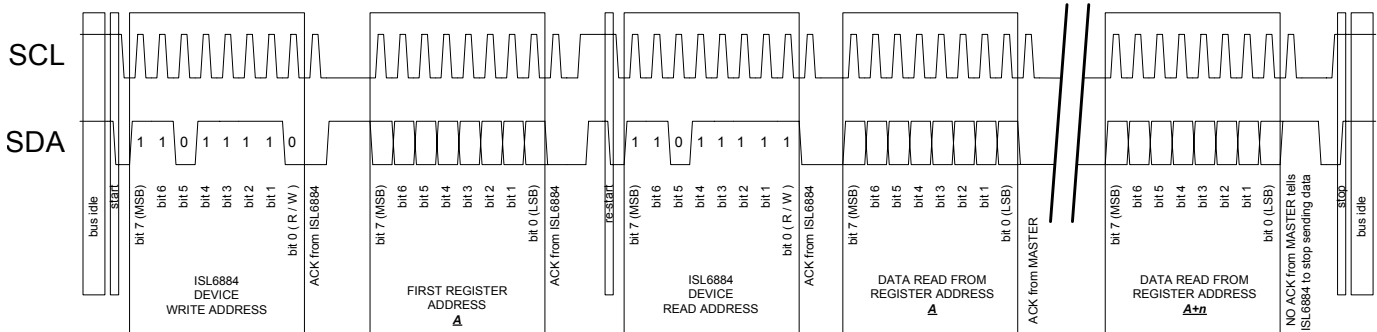 SCL
SDA
1 1 0 1 1 1 1 0
1 1 0 1 1 1 1 1
bus idle
start
bit 7 (MSB)
bit 6
bit 5
bit 4
bit 3
bit 2
bit 1
bit 0 ( R / W )
ACK from ISL6884
bit 7 (MSB)
bit 6
bit 5
bit 4
bit 3
bit 2
bit 1
bit 0 (LSB)
ACK from ISL6884
re-start
bit 7 (MSB)
bit 6
bit 5
bit 4
bit 3
bit 2
bit 1
bit 0 ( R / W )
ACK from ISL6884
bit 7 (MSB)
bit 6
bit 5
bit 4
bit 3
bit 2
bit 1
bit 0 (LSB)
ACK from MASTER
bit 7 (MSB)
bit 6
bit 5
bit 4
bit 3
bit 2
bit 1
bit 0 (LSB)
NO ACK from MASTER tells
ISL6884 to stop sending data
stop
bus idle
ISL6884
DEVICE
WRITE ADDRESS
FIRST REGISTER
ADDRESS
A
ISL6884
DEVICE
READ ADDRESS
DATA READ FROM
REGISTER ADDRESS
A
DATA READ FROM
REGISTER ADDRESS
A+n